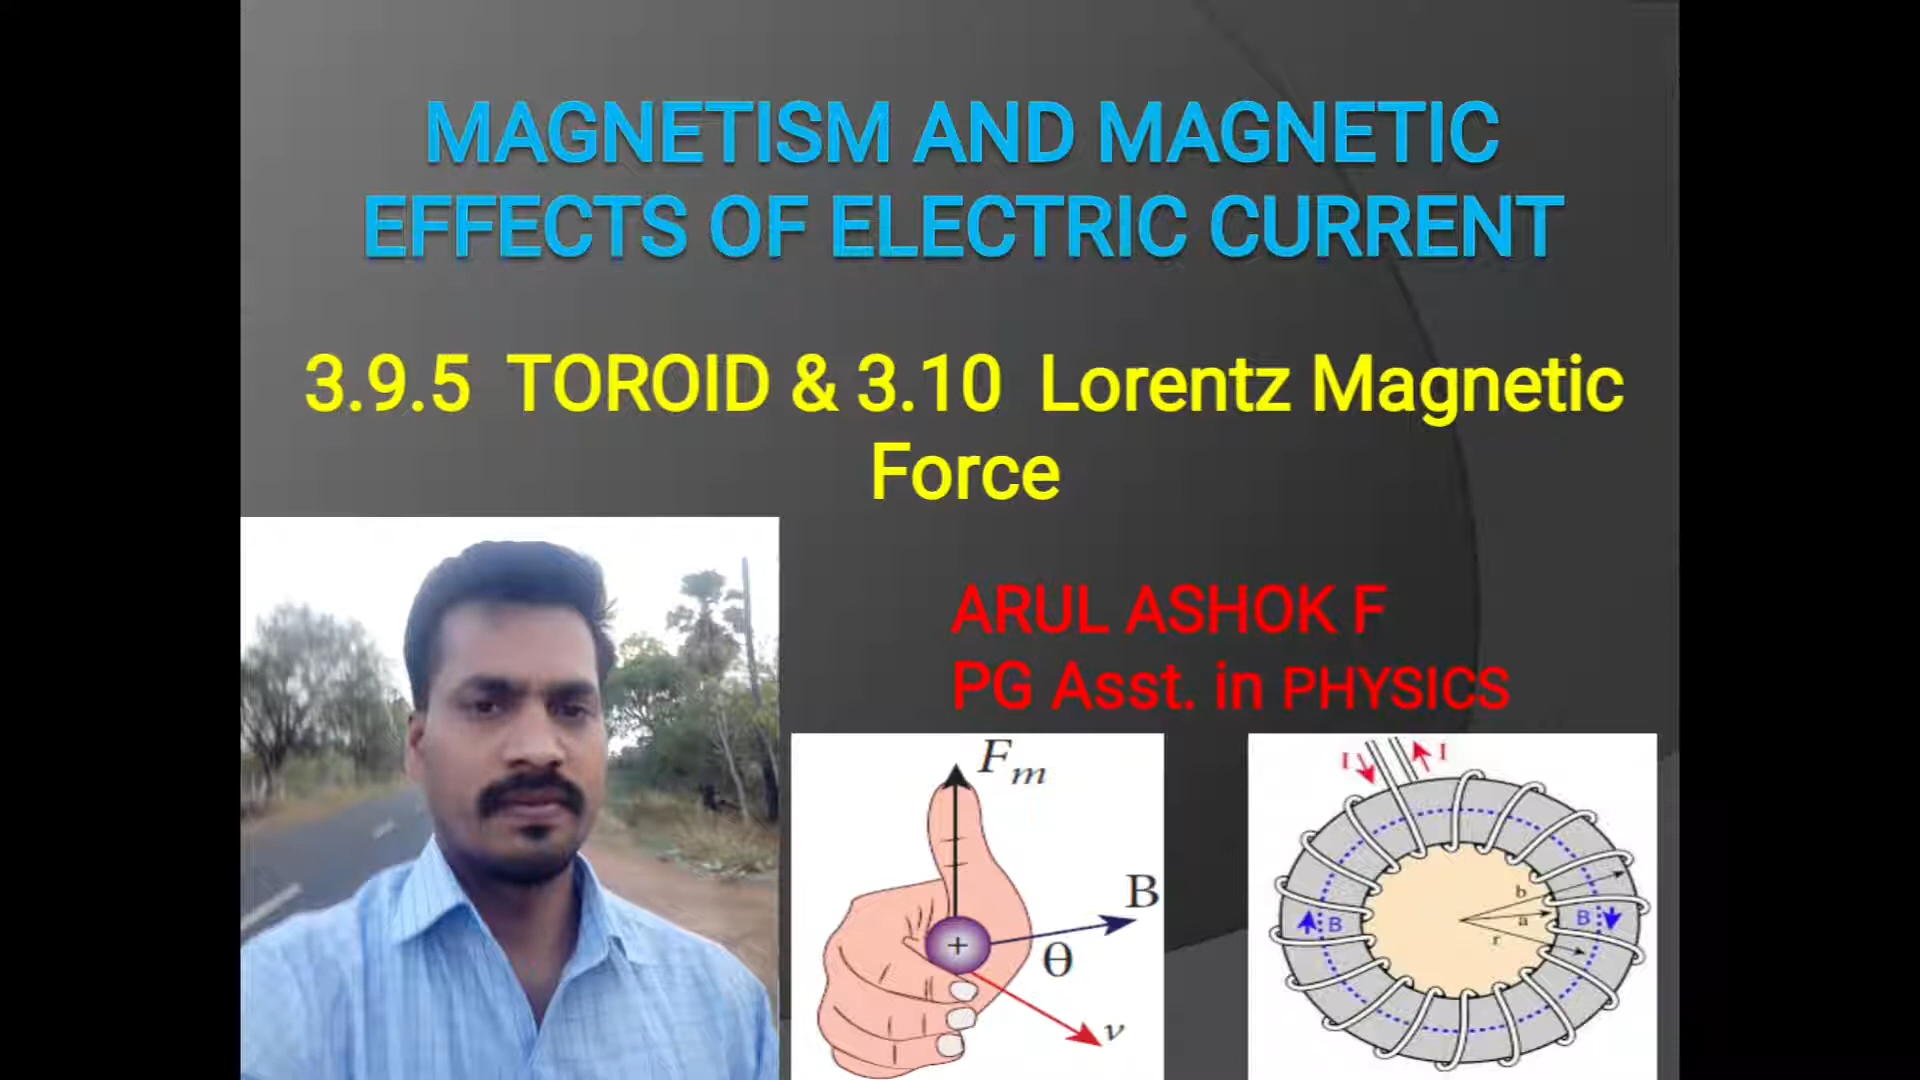 MAGNETISM AND MAGNETIC
EFFECTS OF ELECTRIC CURRENT
3.9.5 TOROID & 3.10 Lorentz Magnetic
Force
ARUL ASHOK F
PG Asst. in PHYSICS
Fm
B
+
θ
v
I I
b
a
r
B B